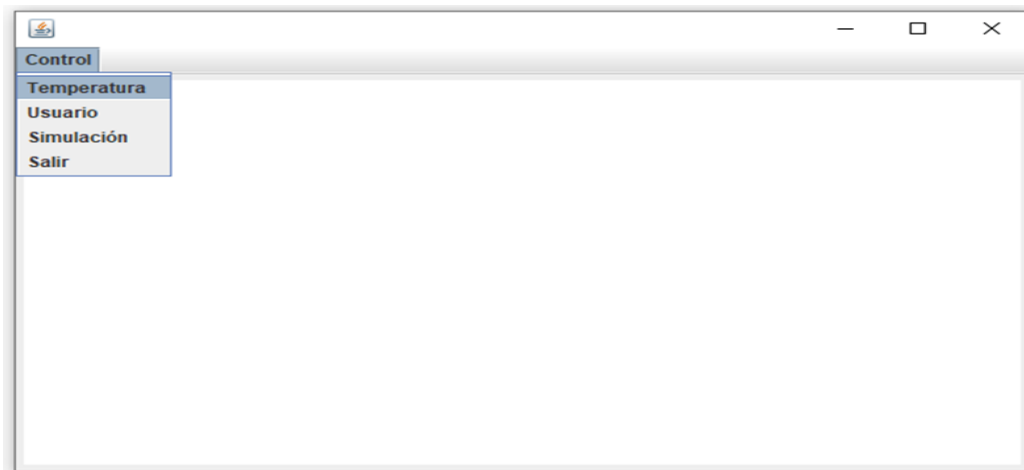 Control
Temperatura
Usuario
Simulación
Salir